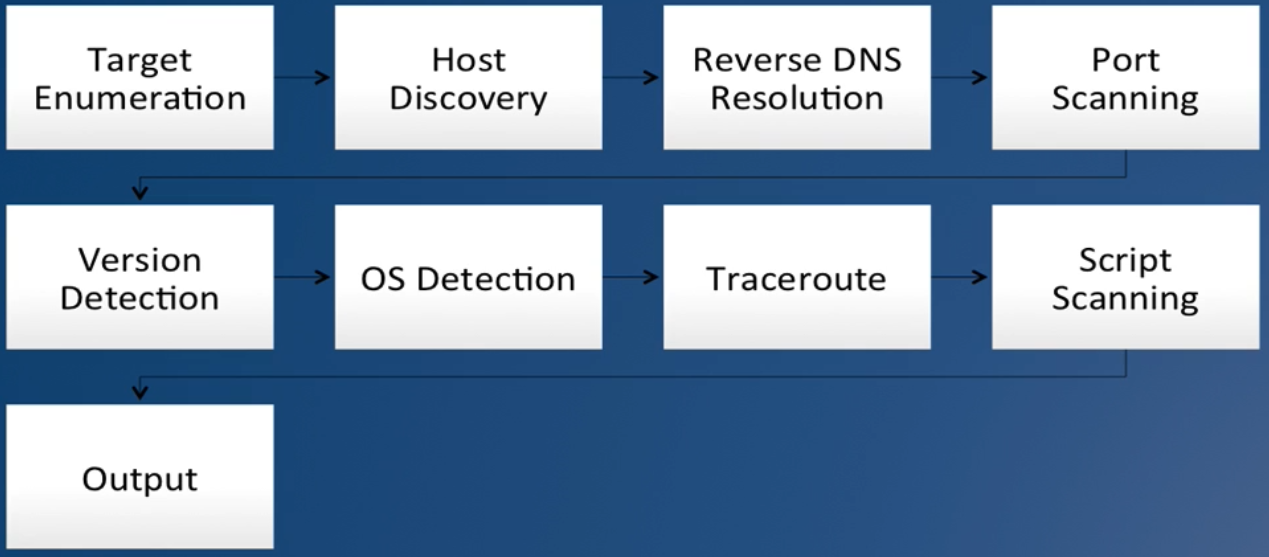 Target
Enumeration
Host
Discovery
Reverse DNS
Resolution
Port
Scanning
Version
Detection
OS Detection
Traceroute
Script
Scanning
Output